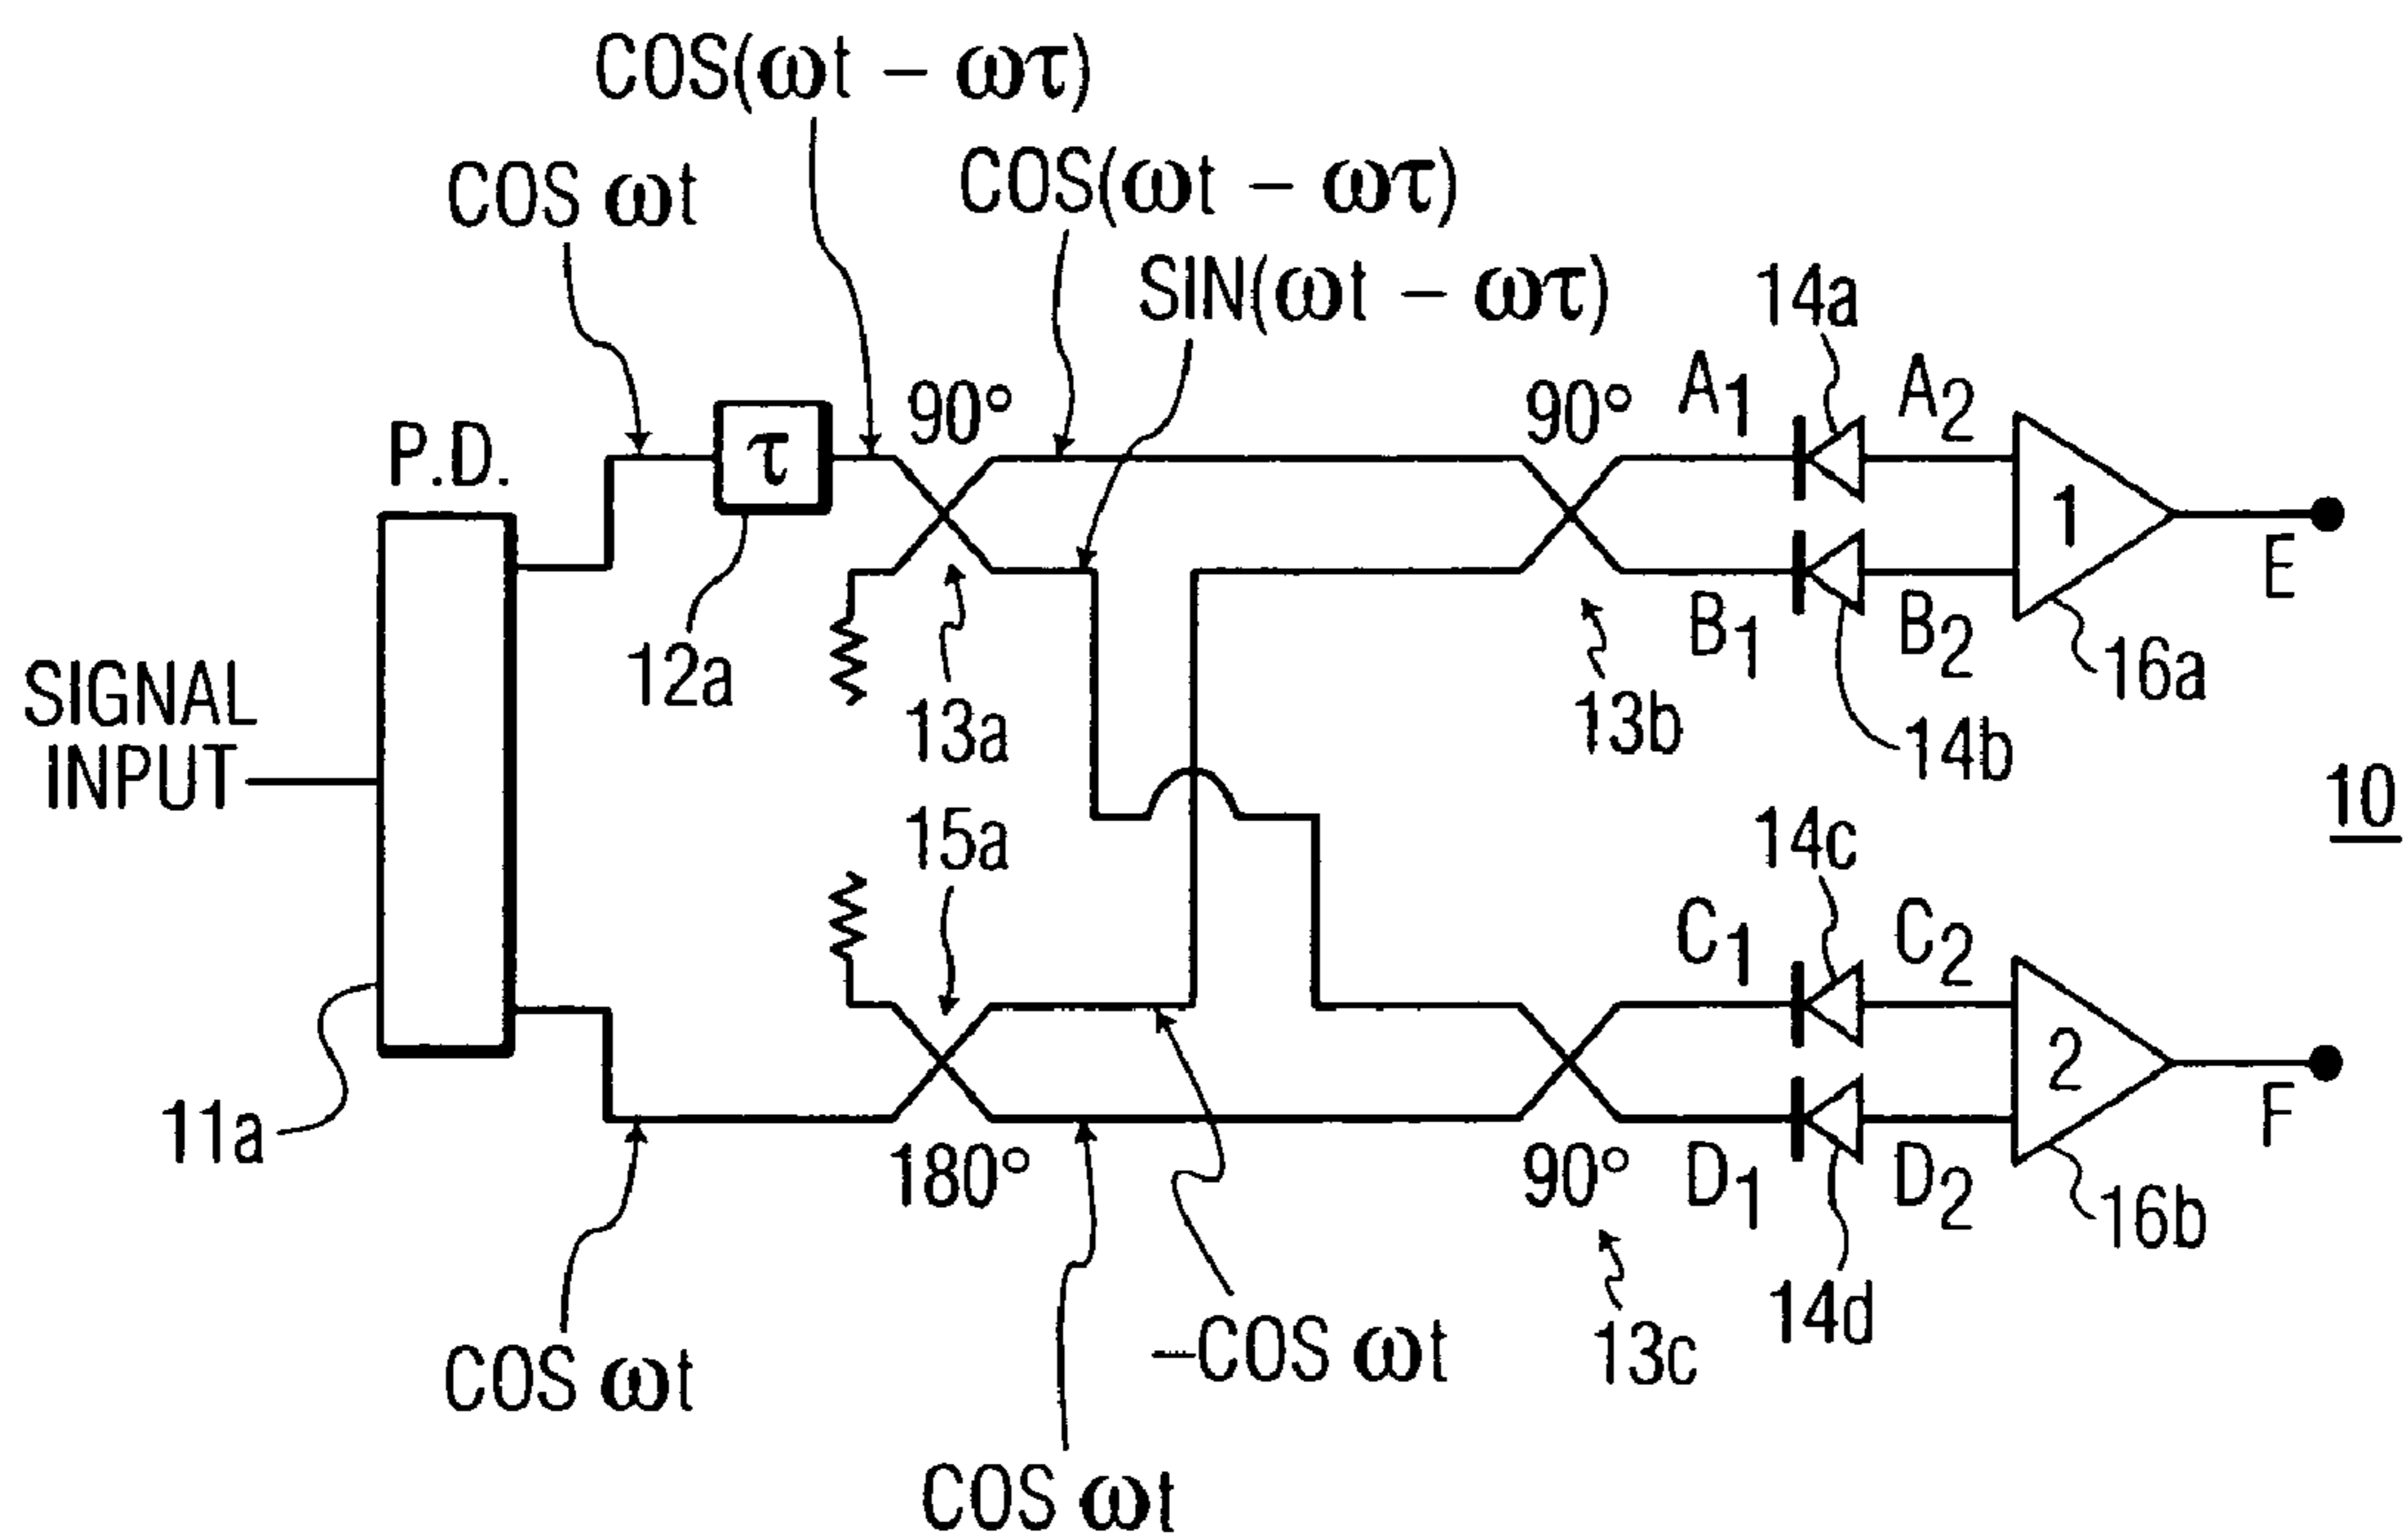 COS(ωt − ωτ)
COS ωt
COS(ωt − ωτ)
SIN(ωt − ωτ)
14a
P.D.
τ
90°
90°
A1
A2
1
E
B1
B2
12a
16a
SIGNAL
INPUT
13a
13b
14b
10
15a
14c
C1
C2
2
F
11a
180°
90°
D1
D2
16b
14d
13c
COS ωt
−COS ωt
COS ωt